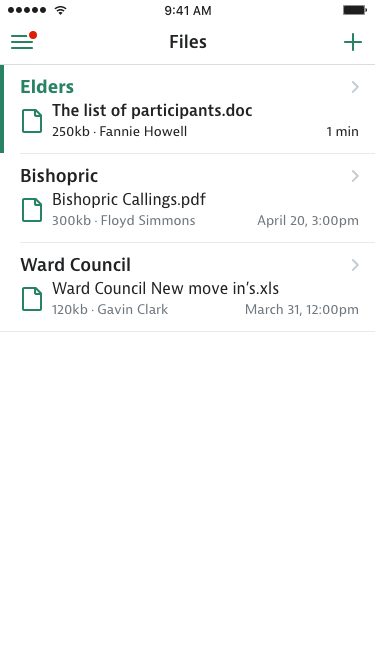 9:41 AM
Files
Elders
The list of participants.doc
250kb · Fannie Howell 1 min
Bishopric
Bishopric Callings.pdf
300kb · Floyd Simmons April 20, 3:00pm
Ward Council
Ward Council New move in’s.xls
120kb · Gavin Clark March 31, 12:00pm